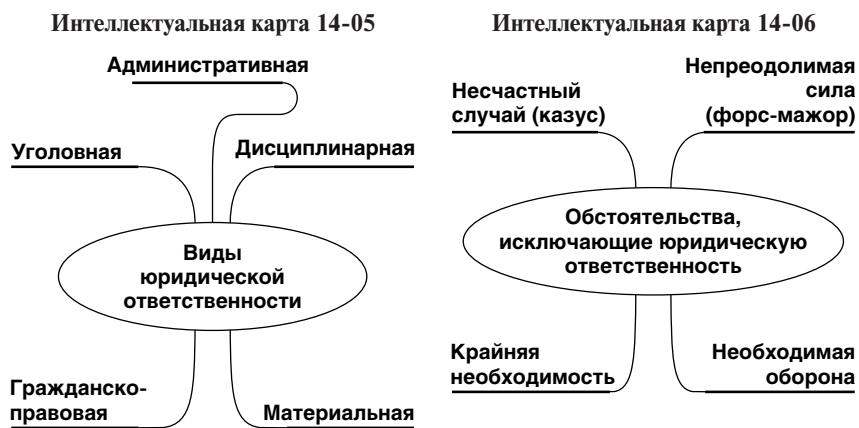 Интеллектуальная карта 14-05
Административная
Уголовная
Дисциплинарная
Виды
юридической
ответственности
Гражданско-
правовая
Материальная
Интеллектуальная карта 14-06
Несчастный
случай (казус)
Непреодолимая
сила
(форс-мажор)
Обстоятельства,
исключающие юридическую
ответственность
Крайняя
необходимость
Необходимая
оборона